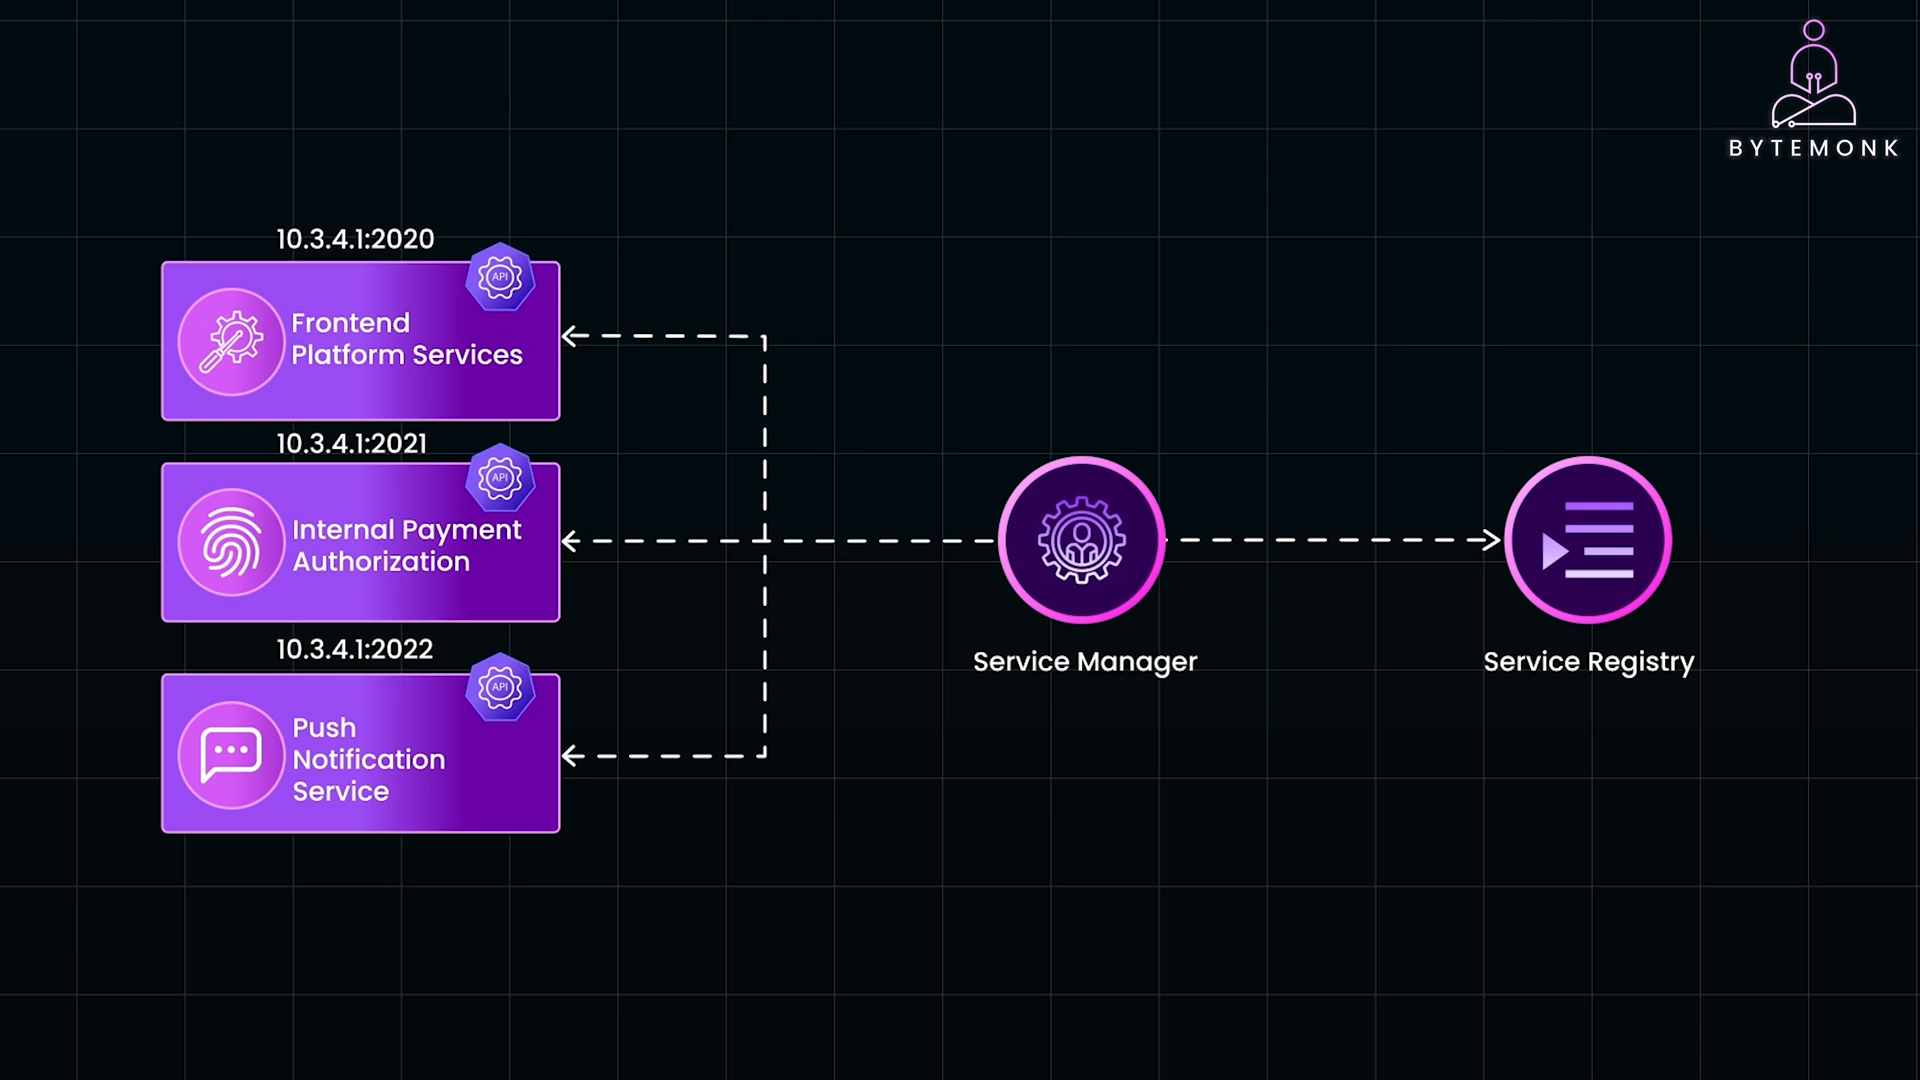 BYTEMONK
10.3.4.1:2020
API
Frontend
Platform Services
10.3.4.1:2021
API
Internal Payment
Authorization
10.3.4.1:2022
API
Push
Notification
Service
Service Manager
Service Registry